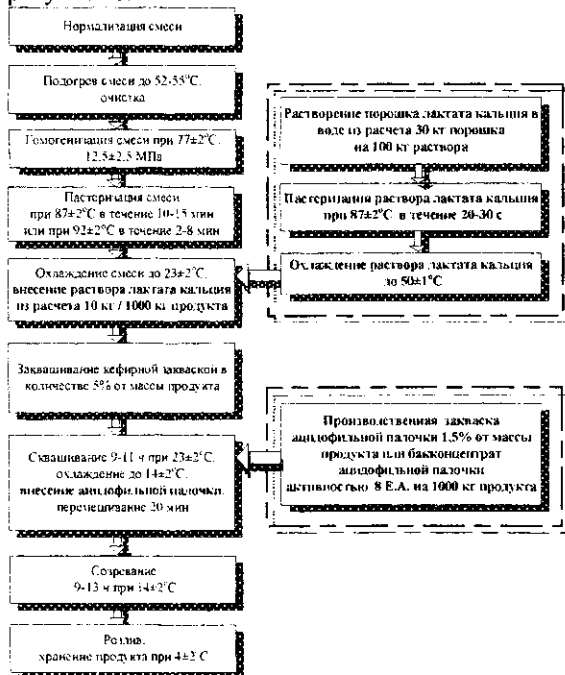 Нормализация смеси
Подогрев смеси до 52-55°С,
очистка
Гомогенизация смеси при 77±2°С,
12,5±2,5 МПа
Пастеризация смеси
при 87±2°С в течение 10-15 мин
или при 92±2°С в течение 2-8 мин
Охлаждение смеси до 23±2°С,
внесение раствора лактата кальция
из расчета 10 кг / 1000 кг продукта
Заквашивание кефирной закваской в
количестве 5% от массы продукта
Сквашивание 9-11 ч при 23±2°С,
охлаждение до 14±2°С,
внесение ацидофильной палочки,
перемешивание 20 мин
Созревание
9-13 ч при 14±2°С
Розлив,
хранение продукта при 4±2°С
Растворение порошка лактата кальция в
воде из расчета 30 кг порошка
на 100 кг раствора
Пастеризация раствора лактата кальция
при 87±2°С в течение 20-30 с
Охлаждение раствора лактата кальция
до 50±1°С
Производственная закваска
ацидофильной палочки 1,5% от массы
продукта или бакконцентрат
ацидофильной палочки
активностью 8 Е.А. на 1000 кг продукта